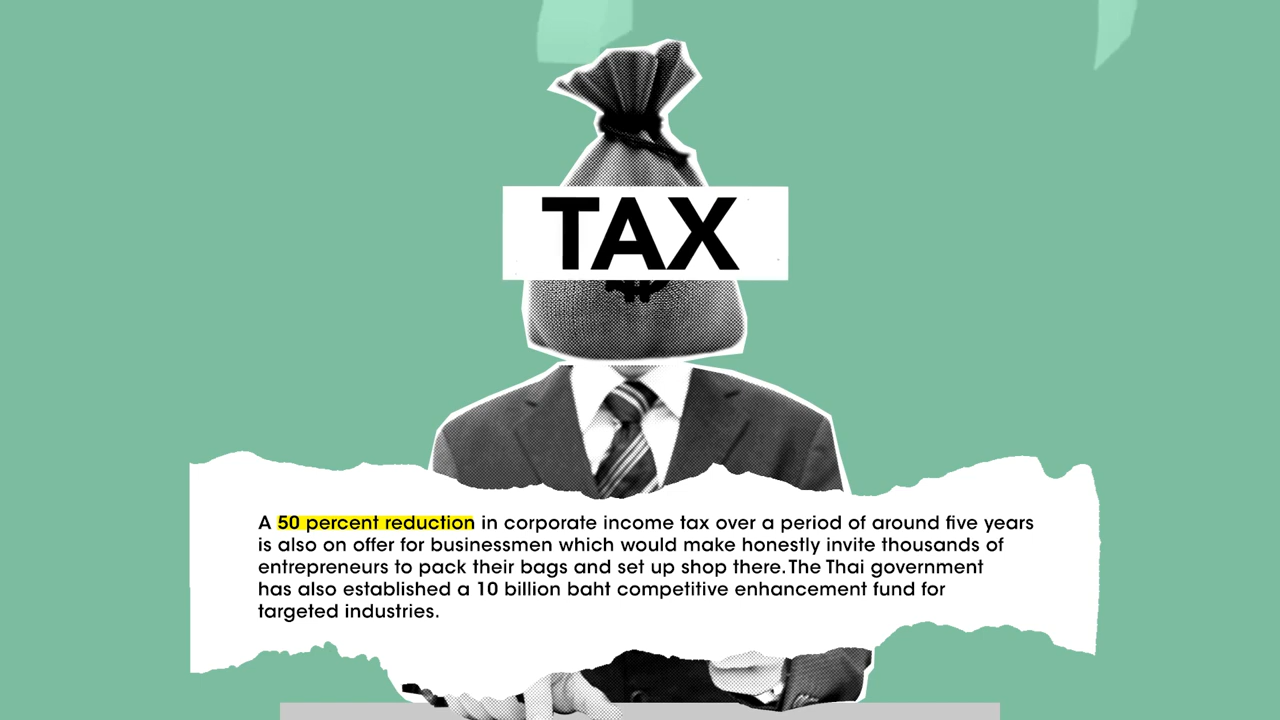 TAX
A 50 percent reduction in corporate income tax over a period of around five years
is also on offer for businessmen which would make honestly invite thousands of
entrepreneurs to pack their bags and set up shop there. The Thai government
has also established a 10 billion baht competitive enhancement fund for
targeted industries.